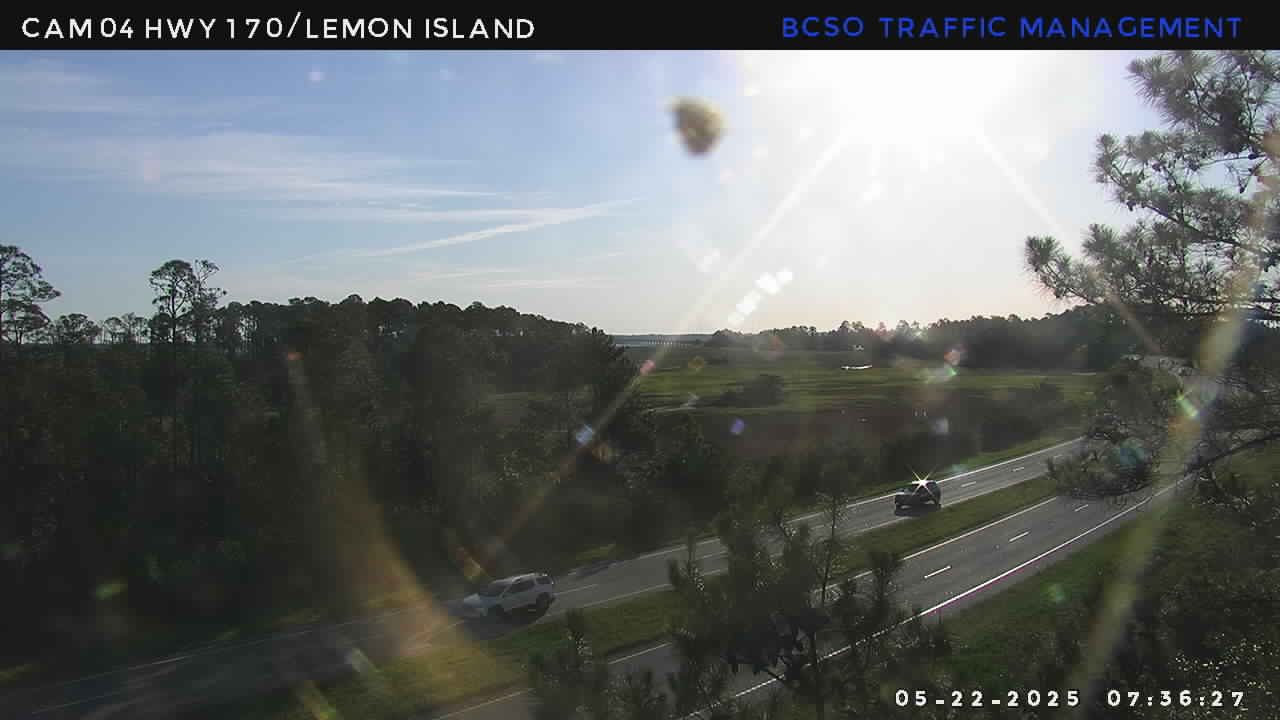 CAM04 HWY 170/LEMON ISLAND
BCSO TRAFFIC MANAGEMENT
05-22-2025 07:36:27